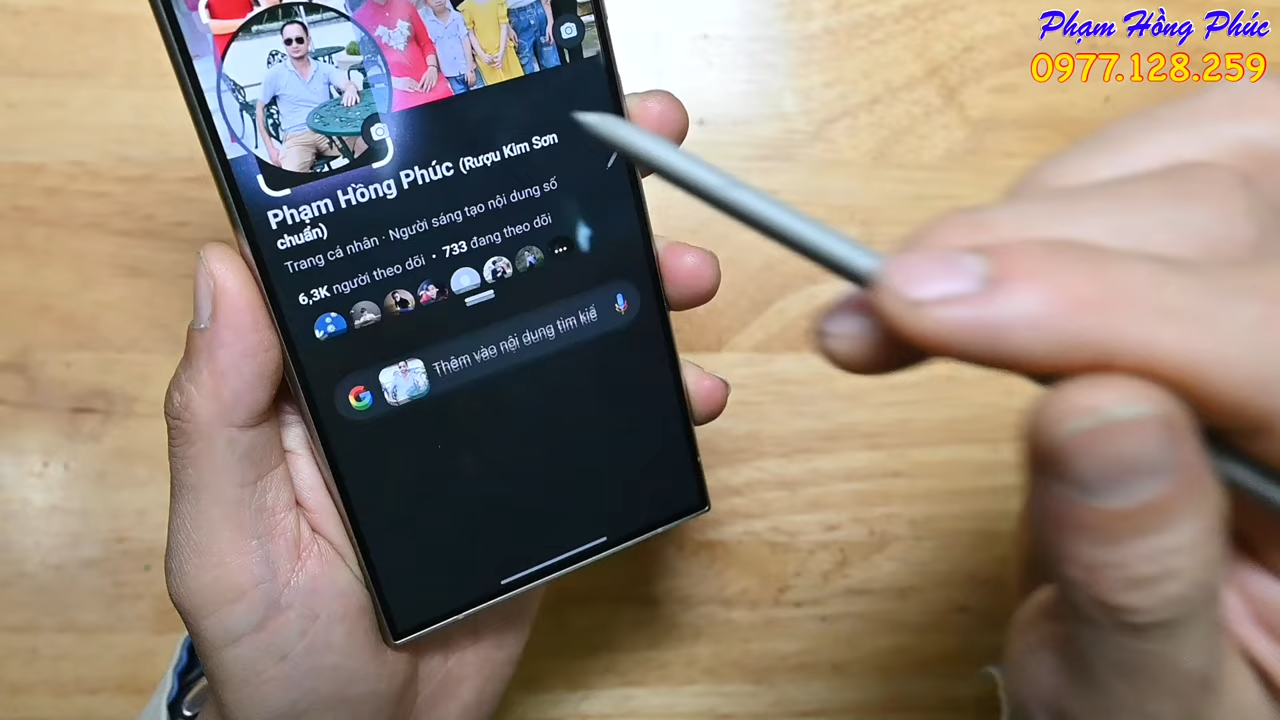 Phạm Hồng Phúc
0977.128.259
Phạm Hồng Phúc (Rượu Kim Sơn
chuẩn)
Trang cá nhân · Người sáng tạo nội dung số
6,3K người theo dõi • 733 đang theo dõi
Thêm vào nội dung tìm kiế